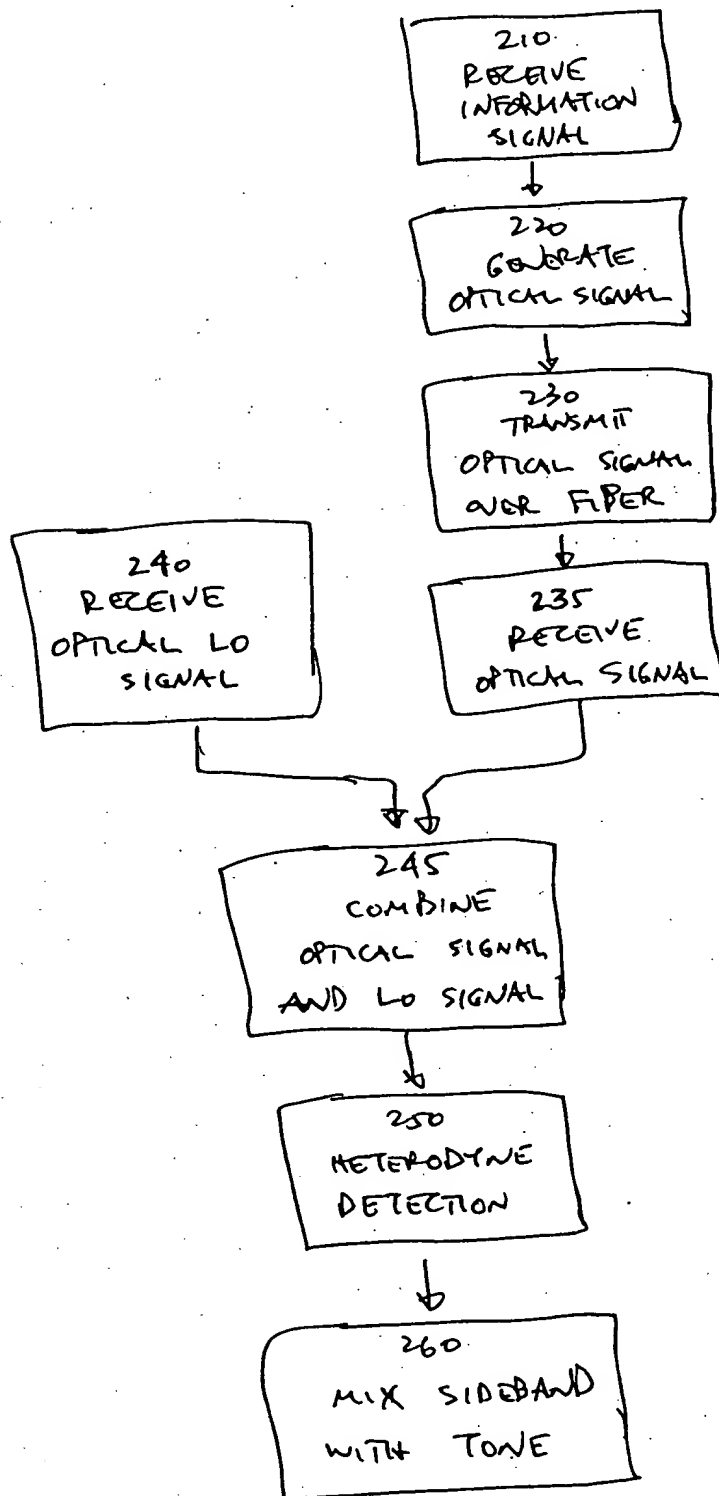 210
RECEIVE
INFORMATION
SIGNAL
220
GENERATE
OPTICAL SIGNAL
230
TRANSMIT
OPTICAL SIGNAL
OVER FIBER
240
RECEIVE
OPTICAL LO
SIGNAL
235
RECEIVE
OPTICAL SIGNAL
245
COMBINE
OPTICAL SIGNAL
AND LO SIGNAL
250
HETERODYNE
DETECTION
260
MIX SIDEBAND
WITH TONE